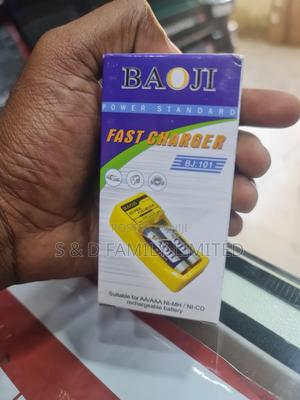 BAOJI
POWER STANDARD
FAST CHARGER
BJ.101
BAOJI
S & D FAMILY LIMITED
Suitable for AA/AAA NI-MH / NI-CD
rechargeable battery